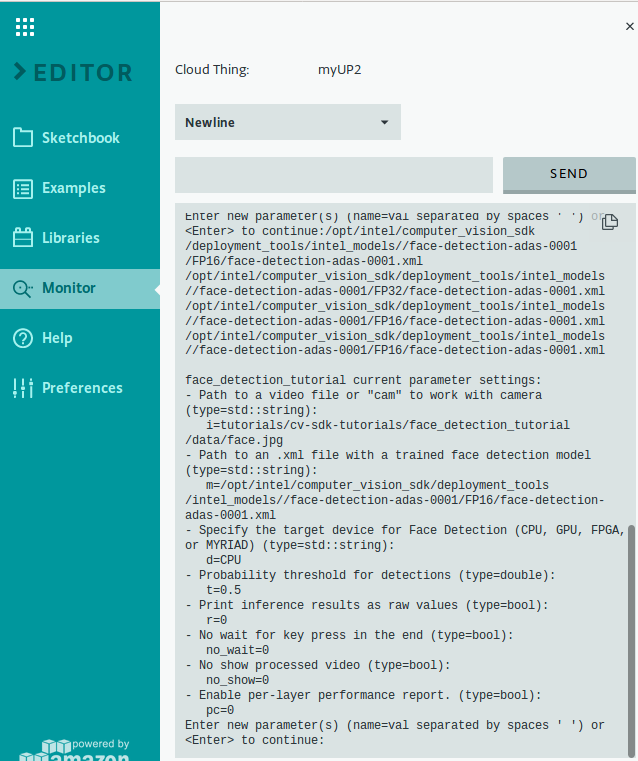 ×
EDITOR
Cloud Thing: myUP2
Newline
Sketchbook
Examples
Libraries
Monitor
Help
Preferences
SEND
Enter new parameter(s) (name=val separated by spaces ' ') or
<Enter> to continue:/opt/intel/computer_vision_sdk
/deployment_tools/intel_models//face-detection-adas-0001
/FP16/face-detection-adas-0001.xml
/opt/intel/computer_vision_sdk/deployment_tools/intel_models
//face-detection-adas-0001/FP32/face-detection-adas-0001.xml
/opt/intel/computer_vision_sdk/deployment_tools/intel_models
//face-detection-adas-0001/FP16/face-detection-adas-0001.xml
/opt/intel/computer_vision_sdk/deployment_tools/intel_models
//face-detection-adas-0001/FP16/face-detection-adas-0001.xml
face_detection_tutorial current parameter settings:
- Path to a video file or "cam" to work with camera
(type=std::string):
i=tutorials/cv-sdk-tutorials/face_detection_tutorial
/data/face.jpg
- Path to an .xml file with a trained face detection model
(type=std::string):
m=/opt/intel/computer_vision_sdk/deployment_tools
/intel_models//face-detection-adas-0001/FP16/face-detection-
adas-0001.xml
- Specify the target device for Face Detection (CPU, GPU, FPGA,
or MYRIAD) (type=std::string):
d=CPU
- Probability threshold for detections (type=double):
t=0.5
- Print inference results as raw values (type=bool):
r=0
- No wait for key press in the end (type=bool):
no_wait=0
- No show processed video (type=bool):
no_show=0
- Enable per-layer performance report. (type=bool):
pc=0
Enter new parameter(s) (name=val separated by spaces ' ') or
<Enter> to continue:
powered by
amazon